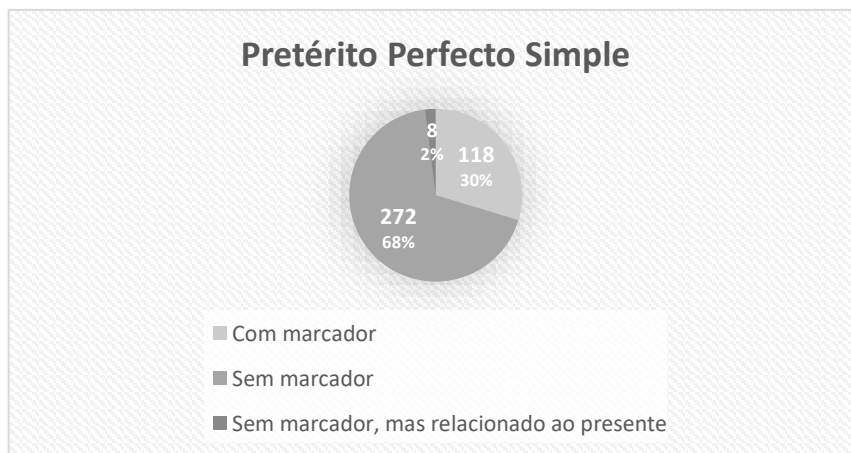 Pretérito Perfecto Simple
8
2%
118
30%
272
68%
Com marcador
Sem marcador
Sem marcador, mas relacionado ao presente